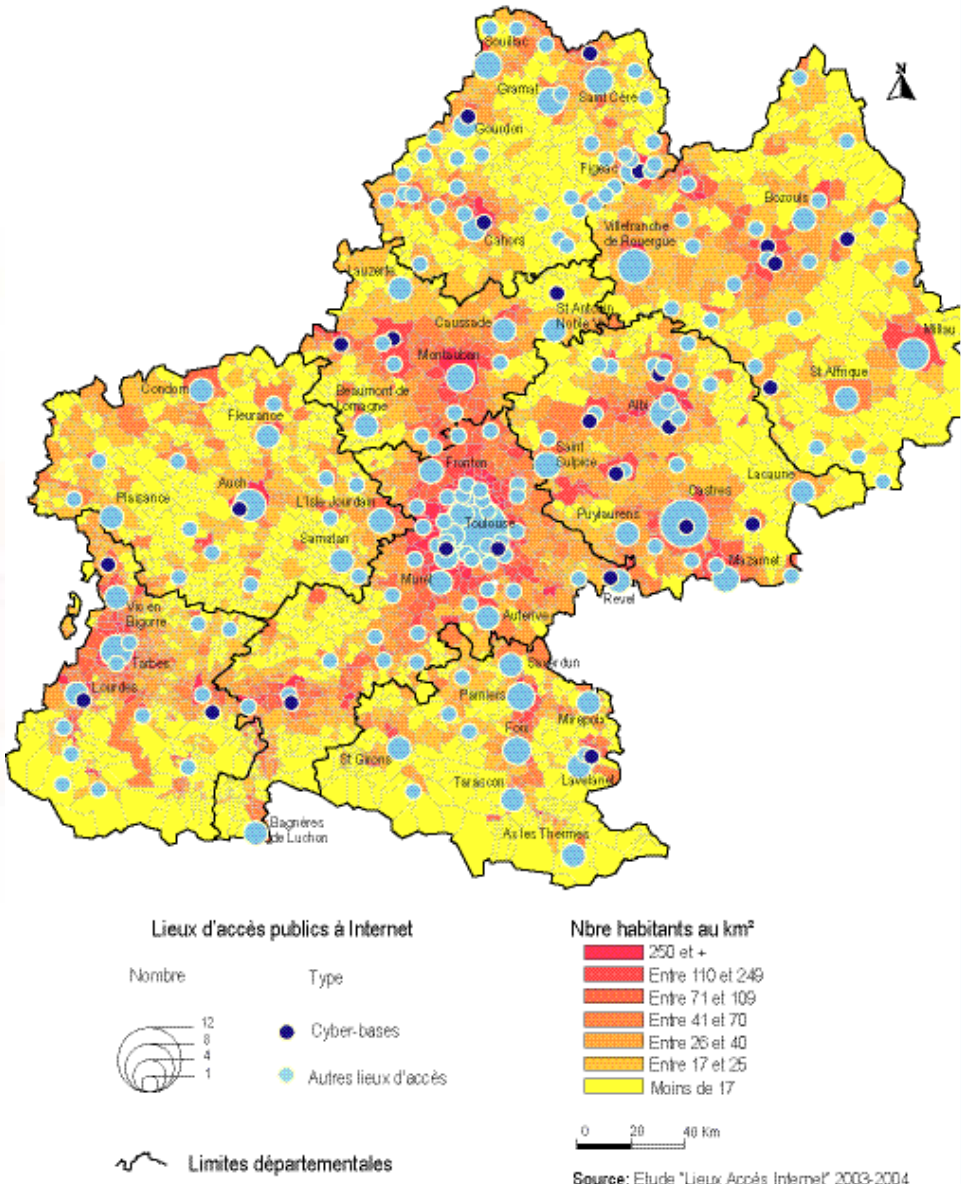 N
Souillac
Gramat
Saint Céré
Gourdon
Figeac
Bozouls
Villefranche
de Rouergue
Cahors
Lauzerte
St Antonin
Noble
Caussade
Millau
Montauban
St Affrique
Condom
Beaumont de
Lomagne
Albi
Fleurance
Saint
Sulpice
Lacaune
Fronton
Auch
Castres
Plaisance
L'Isle Jourdain
Toulouse
Puylaurens
Samatan
Mazamet
Muret
Revel
Vic en
Bigorre
Auterive
Tarbes
Saverdun
Lourdes
Pamiers
Mirepoix
Foix
St Girons
Tarascon
Lavelanet
Bagnères
de Luchon
Ax les Thermes
Lieux d'accès publics à Internet
Nombre
Type
12
8
4
1
Cyber-bases
Autres lieux d'accès
Limites départementales
Nbre habitants au km²
250 et +
Entre 110 et 249
Entre 71 et 109
Entre 41 et 70
Entre 26 et 40
Entre 17 et 25
Moins de 17
0 20 40 Km
Source: Etude "Lieux Accès Internet" 2003-2004